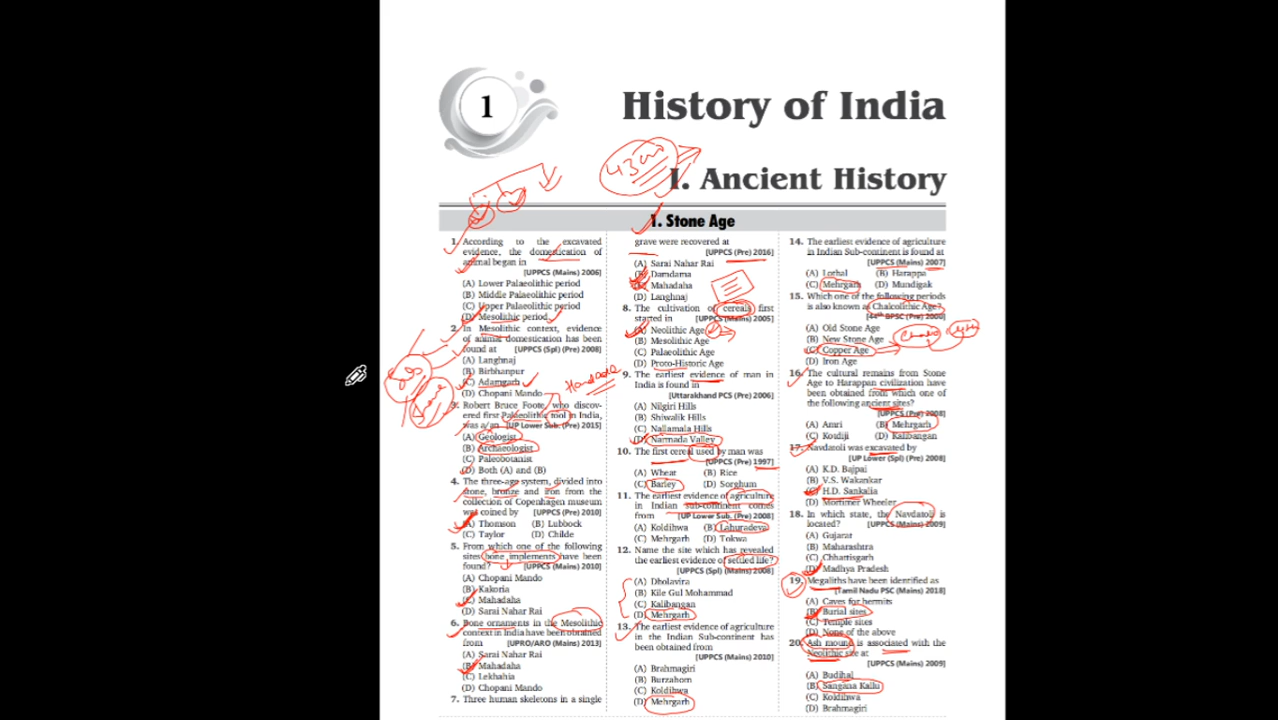 1
History of India
I. Ancient History
1. Stone Age
1. According to the excavated
evidence, the domestication of
animal began in
[UPPCS (Mains) 2006]
(A) Lower Palaeolithic period
(B) Middle Palaeolithic period
(C) Upper Palaeolithic period
(D) Mesolithic period
2. In Mesolithic context, evidence
of animal domestication has been
found at [UPPCS (Spl) (Pre) 2008]
(A) Langhnaj
(B) Birbhanpur
(C) Adamgarh
(D) Chopani Mando
3. Robert Bruce Foote, who discov-
ered first Palaeolithic tool in India,
was a/an [UP Lower Sub. (Pre) 2015]
(A) Geologist
(B) Archaeologist
(C) Paleobotanist
(D) Both (A) and (B)
4. The three-age system, divided into
stone, bronze and iron from the
collection of Copenhagen museum
was coined by [UPPCS (Pre) 2010]
(A) Thomson (B) Lubbock
(C) Taylor (D) Childe
5. From which one of the following
sites bone implements have been
found? [UPPCS (Mains) 2010]
(A) Chopani Mando
(B) Kakoria
(C) Mahadaha
(D) Sarai Nahar Rai
6. Bone ornaments in the Mesolithic
context in India have been obtained
from [UPRO/ARO (Mains) 2013]
(A) Sarai Nahar Rai
(B) Mahadaha
(C) Lekhahia
(D) Chopani Mando
7. Three human skeletons in a single
grave were recovered at
[UPPCS (Pre) 2016]
(A) Sarai Nahar Rai
(B) Damdama
(C) Mahadaha
(D) Langhnaj
8. The cultivation of cereals first
started in [UPPCS (Mains) 2005]
(A) Neolithic Age
(B) Mesolithic Age
(C) Palaeolithic Age
(D) Proto-Historic Age
9. The earliest evidence of man in
India is found in
[Uttarakhand PCS (Pre) 2006]
(A) Nilgiri Hills
(B) Shiwalik Hills
(C) Nallamala Hills
(D) Narmada Valley
10. The first cereal used by man was
[UPPCS (Pre) 1997]
(A) Wheat (B) Rice
(C) Barley (D) Sorghum
11. The earliest evidence of agriculture
in Indian sub-continent comes
from [UP Lower Sub. (Pre) 2008]
(A) Koldihwa (B) Lahuradeva
(C) Mehrgarh (D) Tokwa
12. Name the site which has revealed
the earliest evidence of settled life?
[UPPCS (Spl) (Mains) 2008]
(A) Dholavira
(B) Kile Gul Mohammad
(C) Kalibangan
(D) Mehrgarh
13. The earliest evidence of agriculture
in the Indian Sub-continent has
been obtained from
[UPPCS (Mains) 2010]
(A) Brahmagiri
(B) Burzahom
(C) Koldihwa
(D) Mehrgarh
14. The earliest evidence of agriculture
in Indian Sub-continent is found at
[UPPCS (Mains) 2007]
(A) Lothal (B) Harappa
(C) Mehrgarh (D) Mundigak
15. Which one of the following periods
is also known as Chalcolithic Age?
[44th BPSC (Pre) 2000]
(A) Old Stone Age
(B) New Stone Age
(C) Copper Age
(D) Iron Age
16. The cultural remains from Stone
Age to Harappan civilization have
been obtained from which one of
the following ancient sites?
[UPPCS (Pre) 2008]
(A) Amri (B) Mehrgarh
(C) Kotdiji (D) Kalibangan
17. Navdatoli was excavated by
[UP Lower (Spl) (Pre) 2008]
(A) K.D. Bajpai
(B) V.S. Wakankar
(C) H.D. Sankalia
(D) Mortimer Wheeler
18. In which state, the Navdatoli is
located? [UPPCS (Mains) 2009]
(A) Gujarat
(B) Maharashtra
(C) Chhattisgarh
(D) Madhya Pradesh
19. Megaliths have been identified as
[Tamil Nadu PSC (Mains) 2018]
(A) Caves for hermits
(B) Burial sites
(C) Temple sites
(D) None of the above
20. Ash mound is associated with the
Neolithic site at
[UPPCS (Mains) 2009]
(A) Budihal
(B) Sangana Kallu
(C) Koldihwa
(D) Brahmagiri